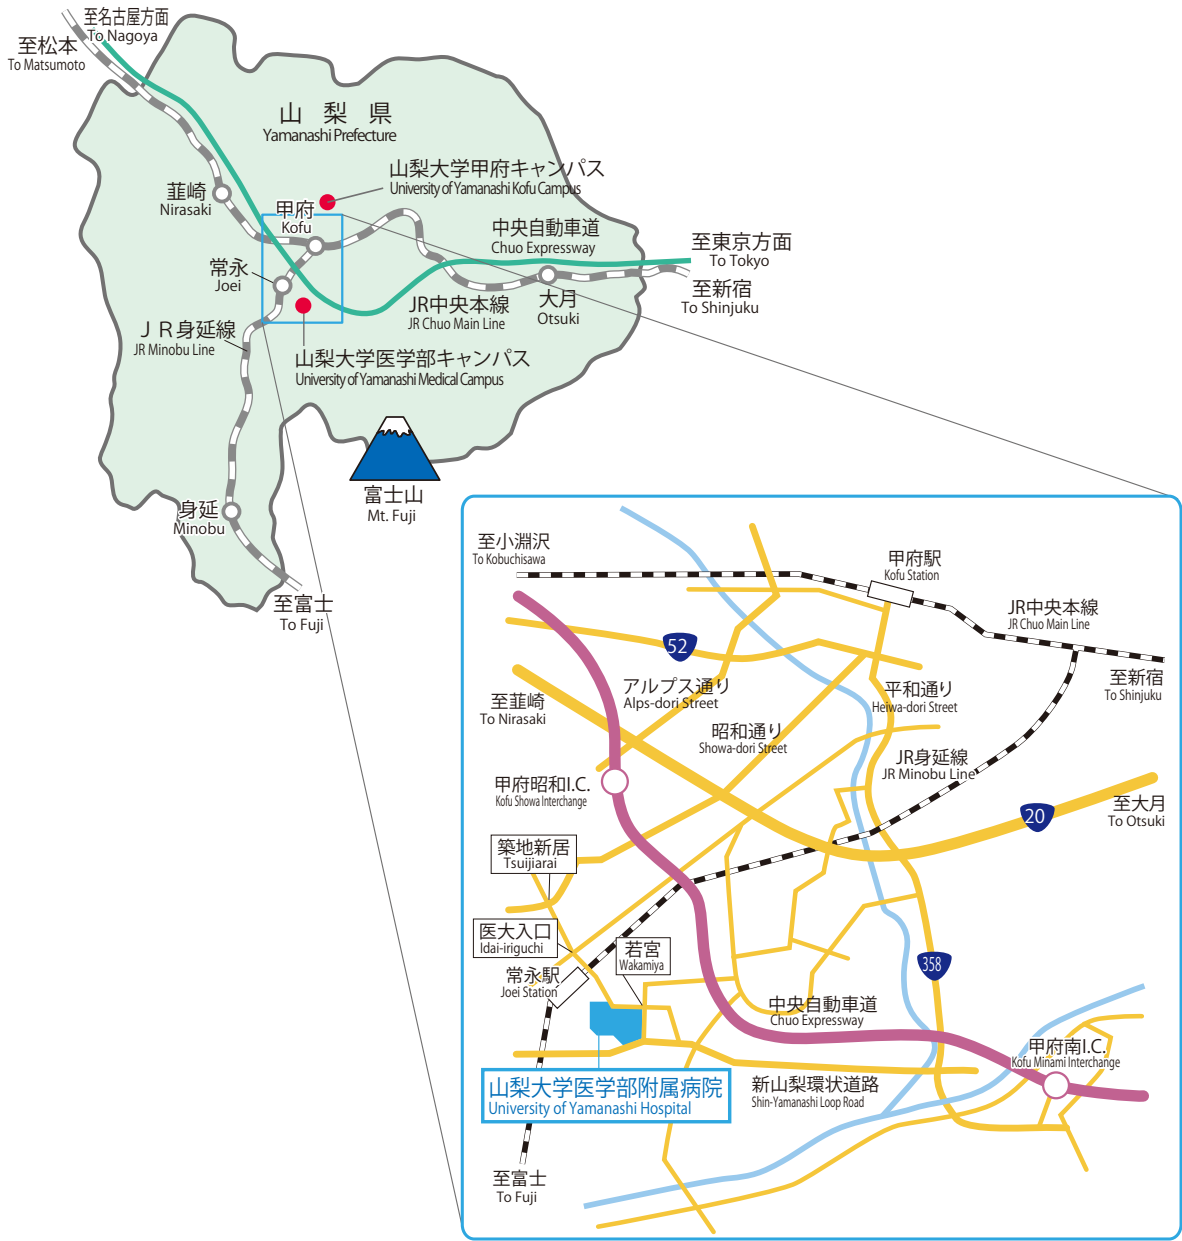 至名古屋方面
To Nagoya
至松本
To Matsumoto
山梨県
Yamanashi Prefecture
山梨大学甲府キャンパス
University of Yamanashi Kofu Campus
韮崎
Nirasaki
甲府
Kofu
中央自動車道
Chuo Expressway
至東京方面
To Tokyo
常永
Joei
至新宿
To Shinjuku
大月
Otsuki
JR中央本線
JR Chuo Main Line
ＪＲ身延線
JR Minobu Line
山梨大学医学部キャンパス
University of Yamanashi Medical Campus
富士山
Mt. Fuji
身延
Minobu
至富士
To Fuji
至小淵沢
To Kobuchisawa
甲府駅
Kofu Station
JR中央本線
JR Chuo Main Line
52
至新宿
To Shinjuku
アルプス通り
Alps-dori Street
平和通り
Heiwa-dori Street
至韮崎
To Nirasaki
昭和通り
Showa-dori Street
JR身延線
JR Minobu Line
甲府昭和I.C.
Kofu Showa Interchange
20
至大月
To Otsuki
築地新居
Tsuijiarai
医大入口
Idai-iriguchi
若宮
Wakamiya
358
常永駅
Joei Station
中央自動車道
Chuo Expressway
甲府南I.C.
Kofu Minami Interchange
山梨大学医学部附属病院
University of Yamanashi Hospital
新山梨環状道路
Shin-Yamanashi Loop Road
至富士
To Fuji